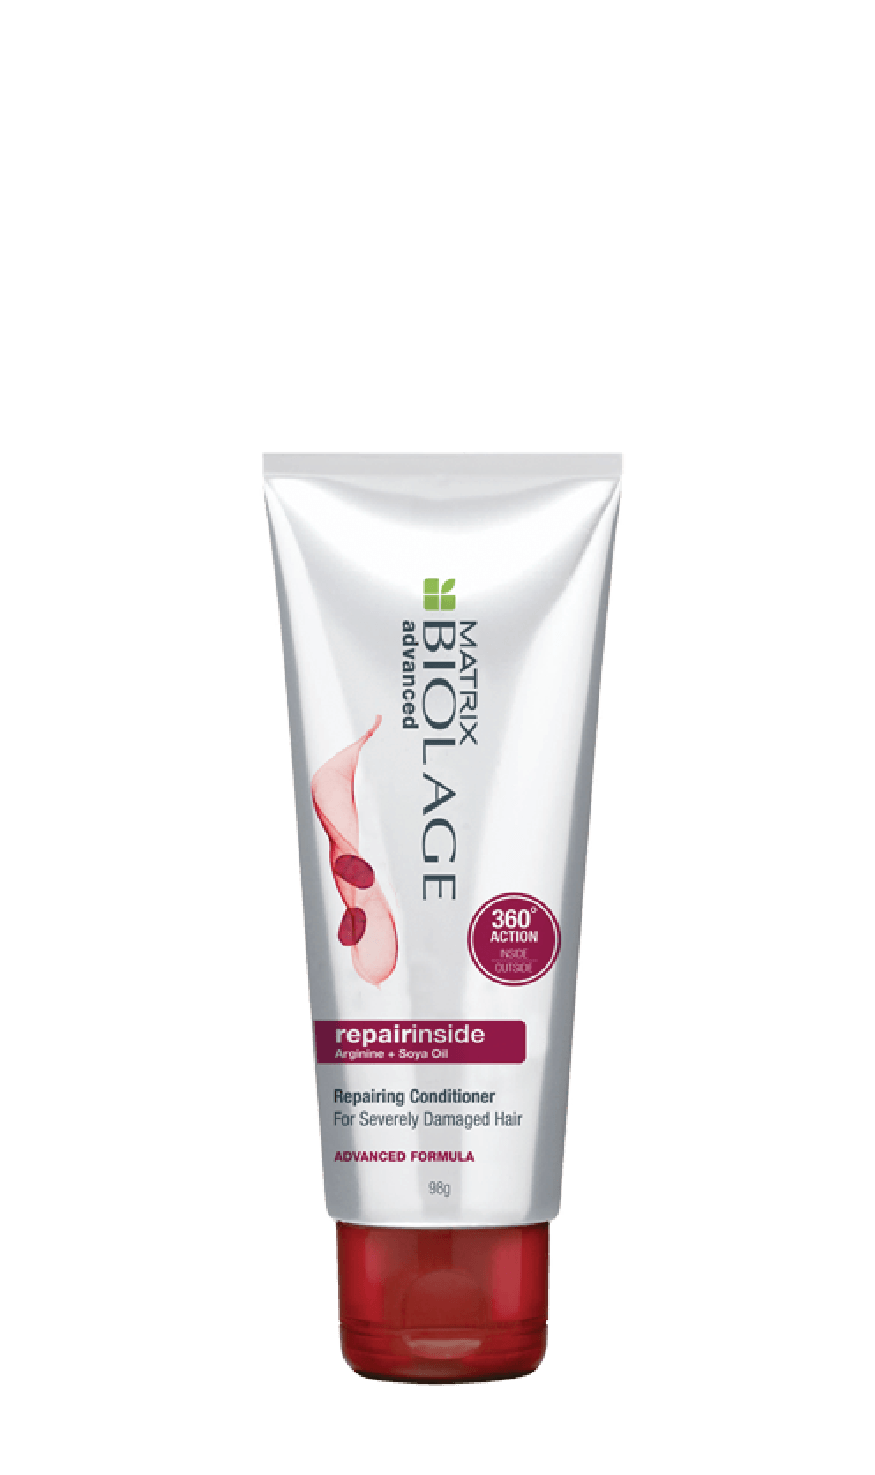 MATRIX
BIOLAGE
advanced
360°
ACTION
INSIDE
OUTSIDE
repairinside
Arginine + Soya Oil
Repairing Conditioner
For Severely Damaged Hair
ADVANCED FORMULA
98g